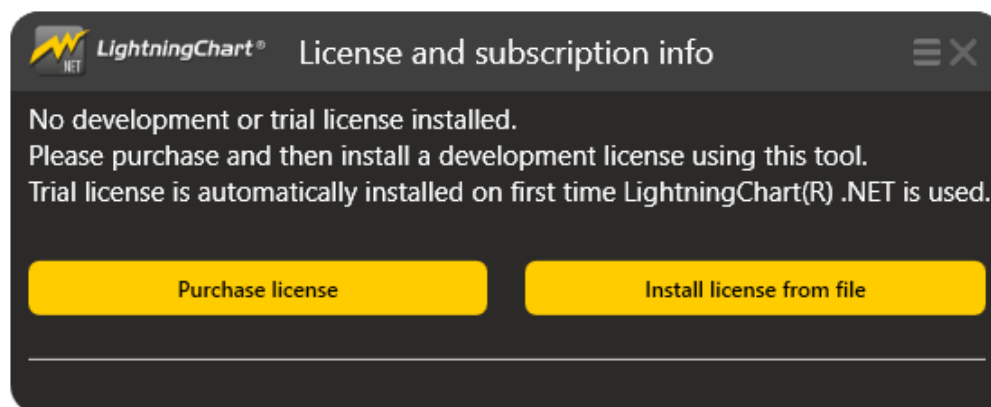 NET LightningChart® License and subscription info
No development or trial license installed.
Please purchase and then install a development license using this tool.
Trial license is automatically installed on first time LightningChart(R) .NET is used.
Purchase license
Install license from file